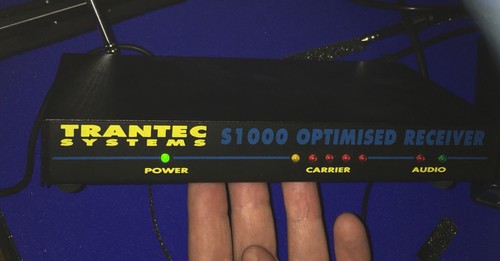 TRANTEC
SYSTEMS
S1000 OPTIMISED RECEIVER
POWER
CARRIER
AUDIO